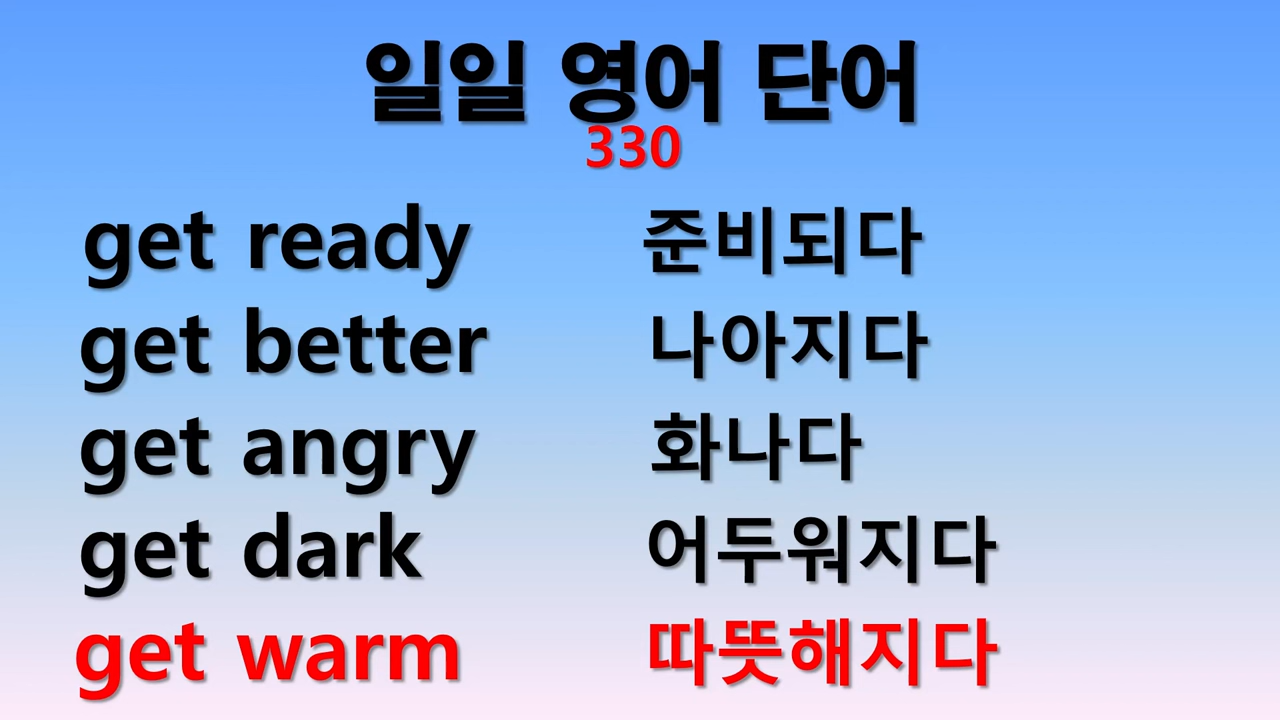 일일 영어 단어
330
get ready 준비되다
get better 나아지다
get angry 화나다
get dark 어두워지다
get warm 따뜻해지다